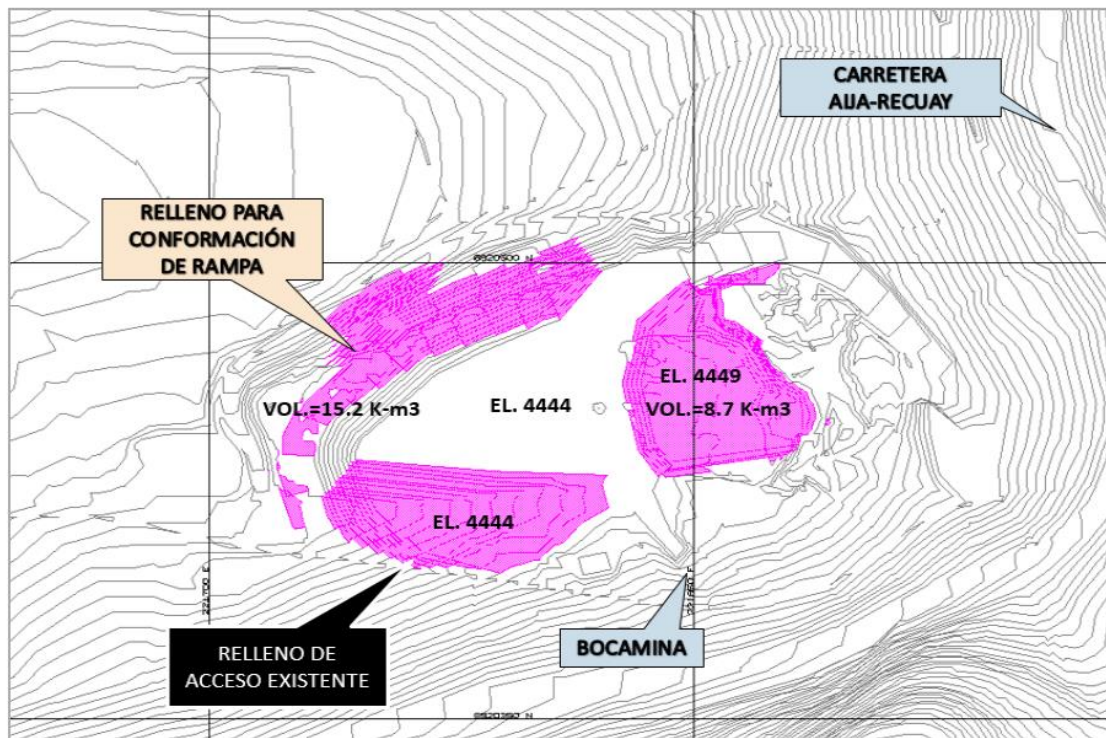 CARRETERA
AIJA-RECUAY
RELLENO PARA
CONFORMACIÓN
DE RAMPA
EL. 4449
VOL.=15.2 K-m3
EL. 4444
VOL.=8.7 K-m3
EL. 4444
RELLENO DE
ACCESO EXISTENTE
BOCAMINA